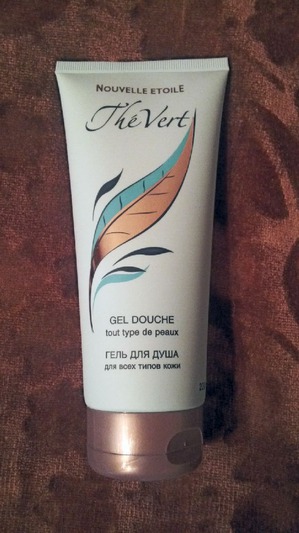 NOUVELLE ETOILE
Thé Vert
GEL DOUCHE
tout type de peaux
ГЕЛЬ ДЛЯ ДУША
для всех типов кожи